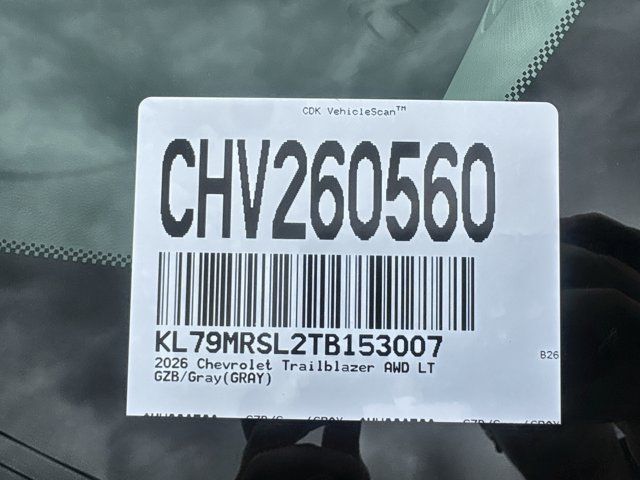 CDK VehicleScan™
CHV260560
KL79MRSL2TB153007
2026 Chevrolet Trailblazer AWD LT
GZB/Gray(GRAY)
B26